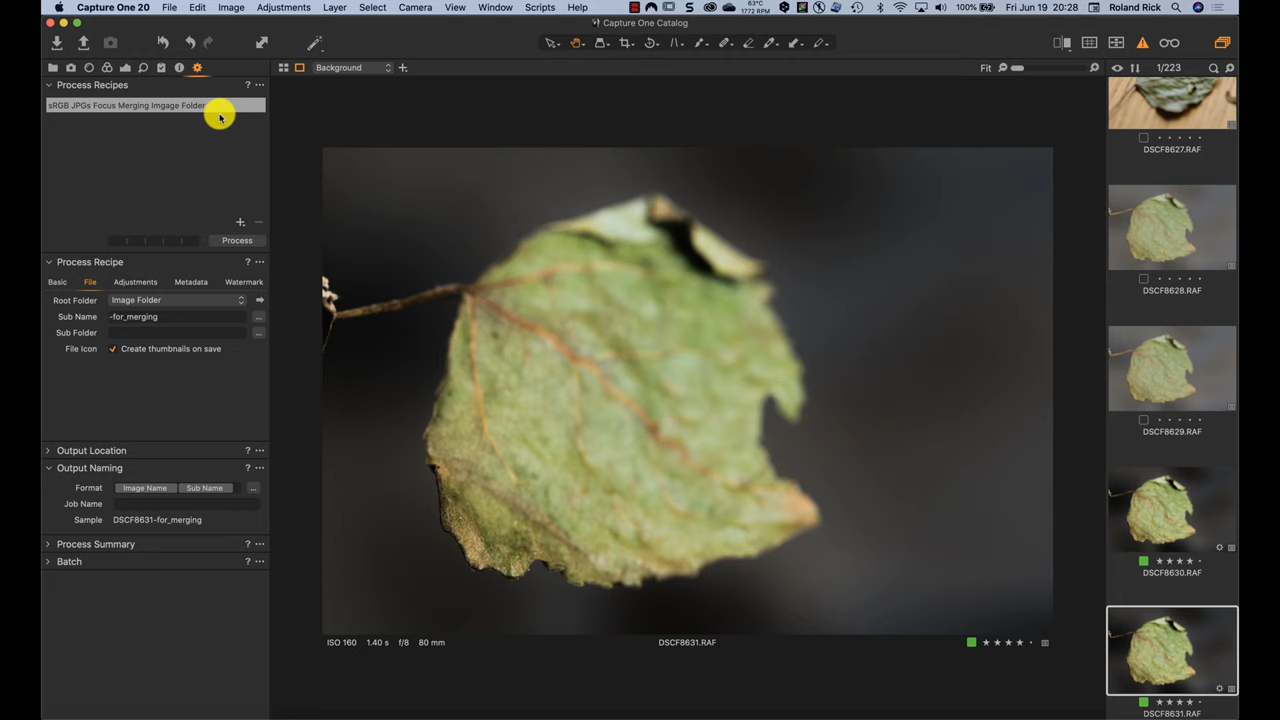 Capture One 20 File Edit Image Adjustments Layer Select Camera View Window Scripts Help 63°C 1772 RPM 100% Fri Jun 19 20:28 Roland Rick
Capture One Catalog
Background
Fit
1/223
Process Recipes ? ...
sRGB JPGs Focus Merging Imgage Folder
Process
Process Recipe ? ...
Basic File Adjustments Metadata Watermark
Root Folder Image Folder
Sub Name -for_merging ...
Sub Folder ...
File Icon Create thumbnails on save
Output Location ? ...
Output Naming ? ...
Format Image Name Sub Name ...
Job Name
Sample DSCF8631-for_merging
Process Summary ? ...
Batch ? ...
ISO 160 1.40 s f/8 80 mm DSCF8631.RAF
DSCF8627.RAF
DSCF8628.RAF
DSCF8629.RAF
DSCF8630.RAF
DSCF8631.RAF